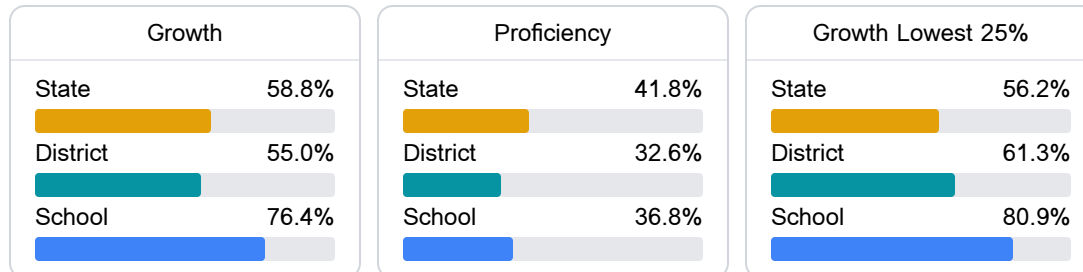 Growth
State 58.8%
District 55.0%
School 76.4%
Proficiency
State 41.8%
District 32.6%
School 36.8%
Growth Lowest 25%
State 56.2%
District 61.3%
School 80.9%